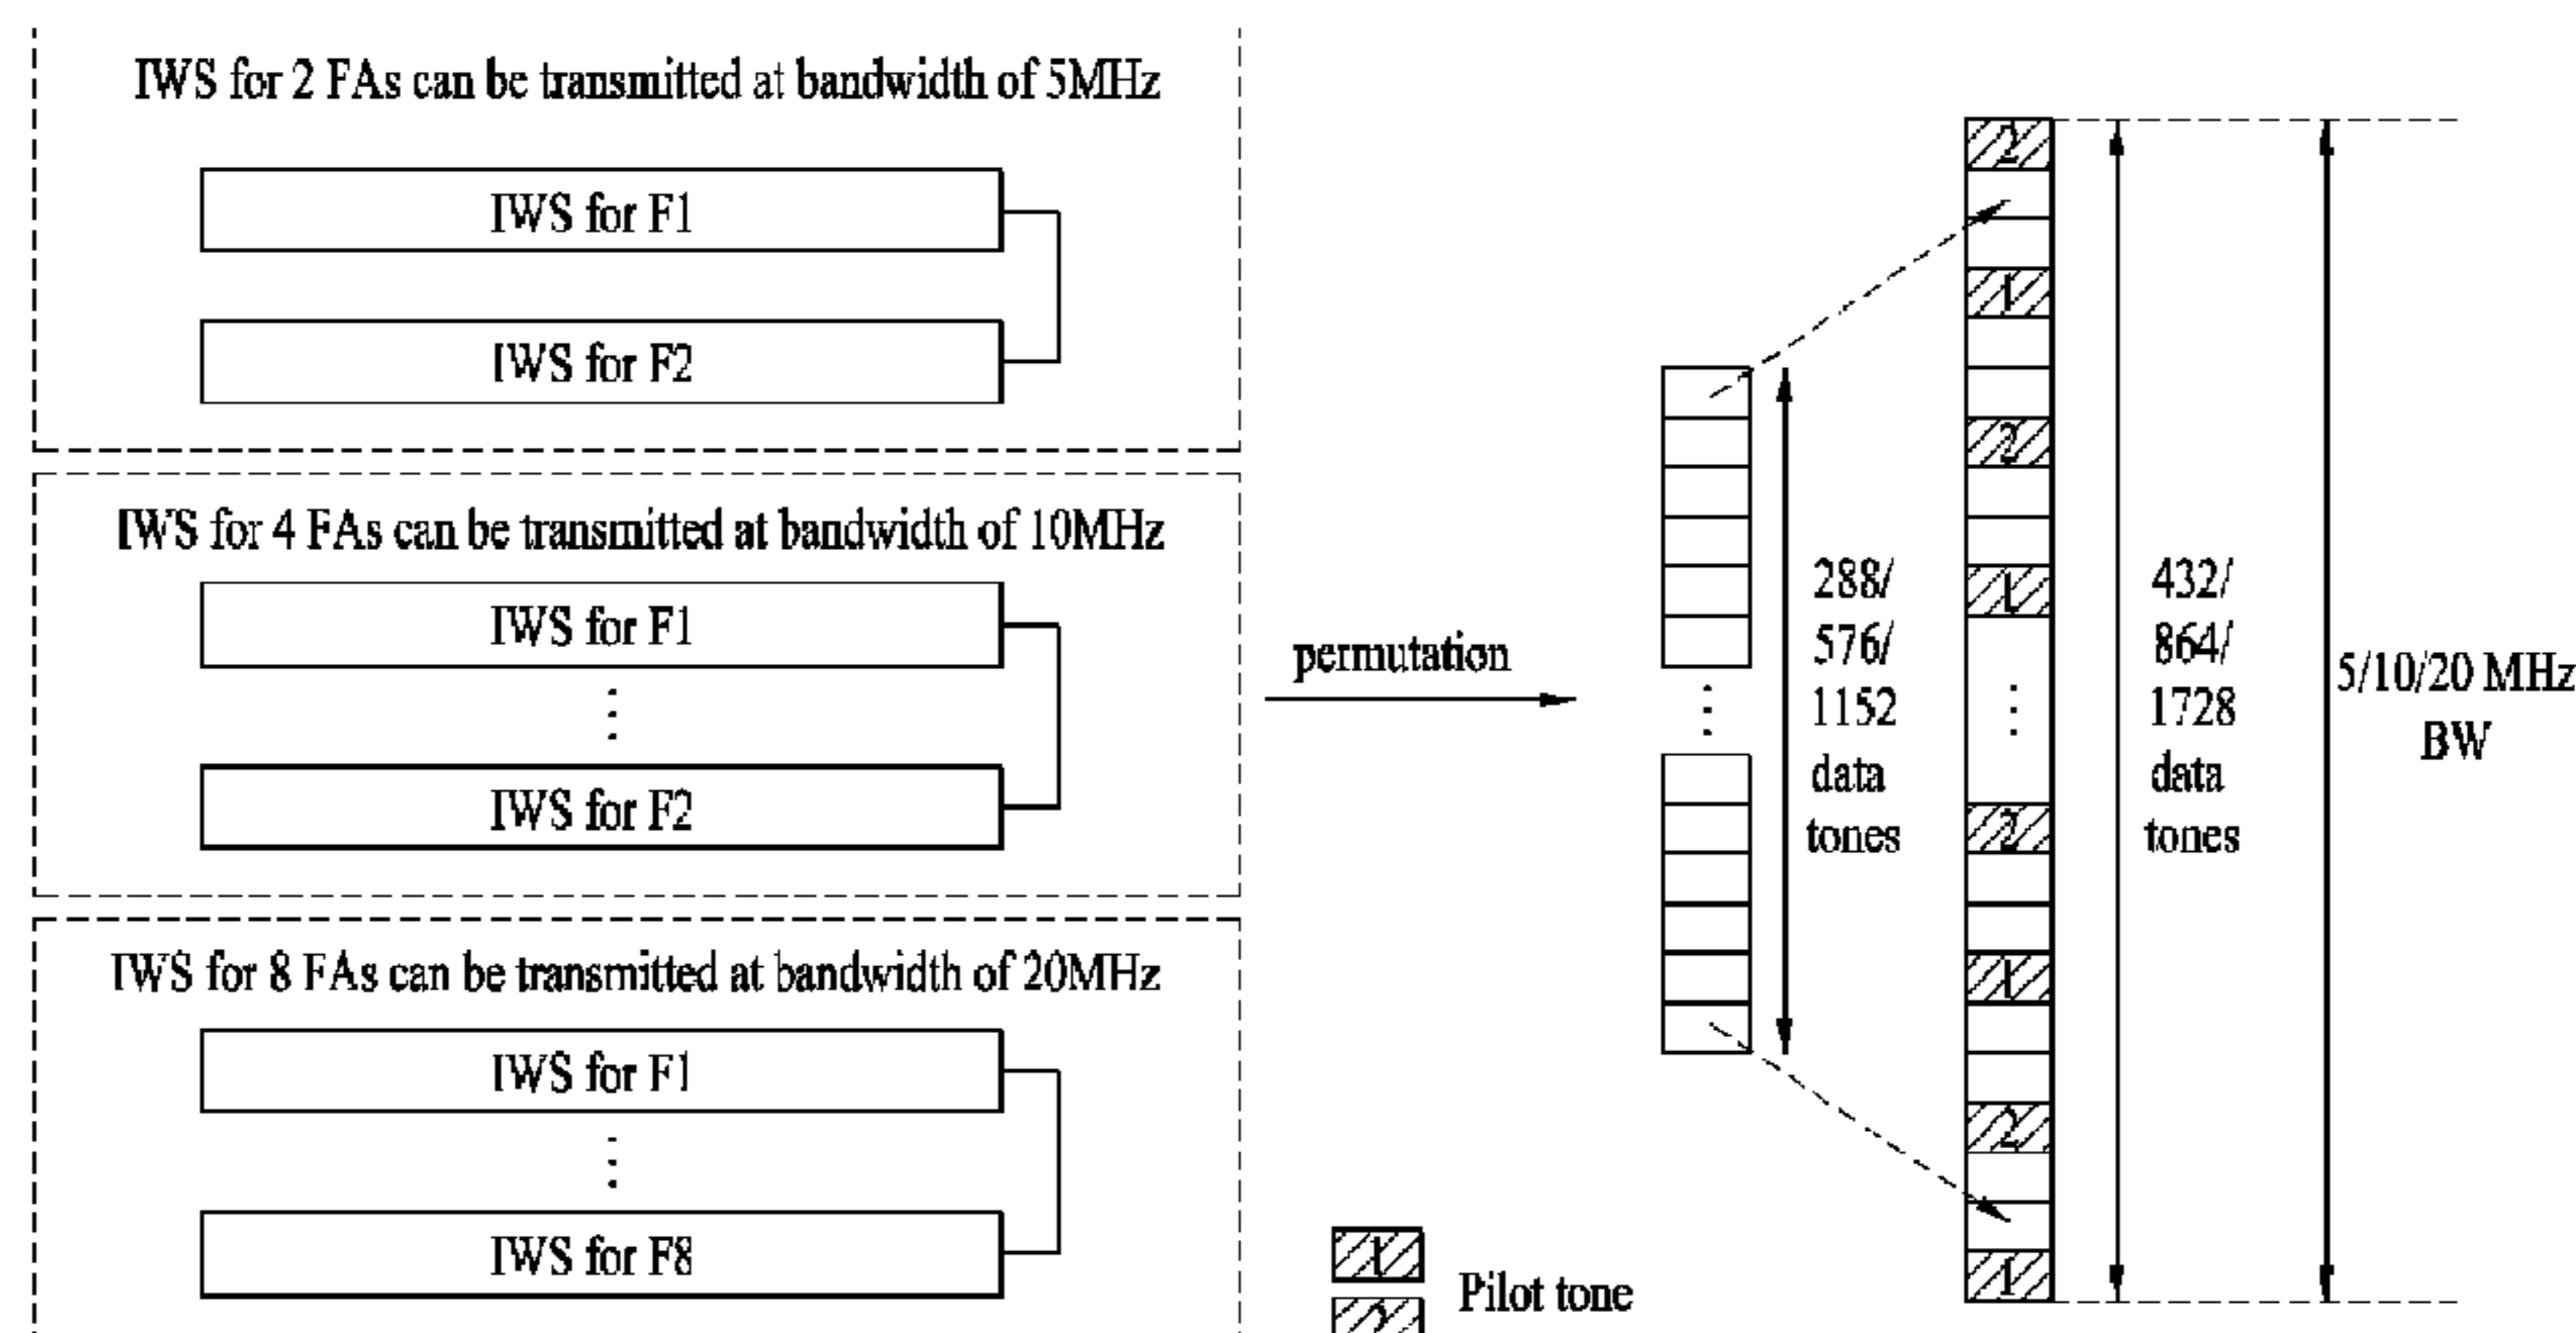 IWS for 2 FAs can be transmitted at bandwidth of 5MHz
IWS for F1
IWS for F2
IWS for 4 FAs can be transmitted at bandwidth of 10MHz
IWS for F1
IWS for F2
IWS for 8 FAs can be transmitted at bandwidth of 20MHz
IWS for F1
IWS for F8
permutation
288/
576/
1152
data
tones
2
1
2
1
2
1
2
1
432/
864/
1728
data
tones
5/10/20 MHz
BW
1
2
Pilot tone